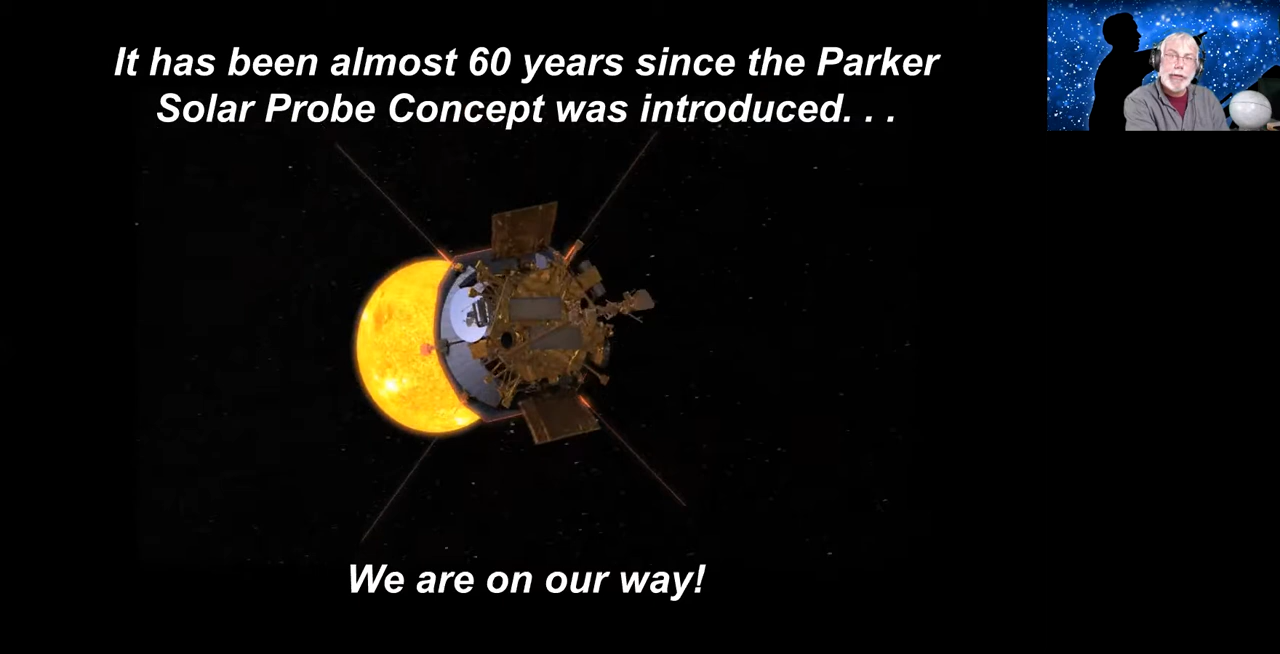 It has been almost 60 years since the Parker
Solar Probe Concept was introduced. . .
We are on our way!